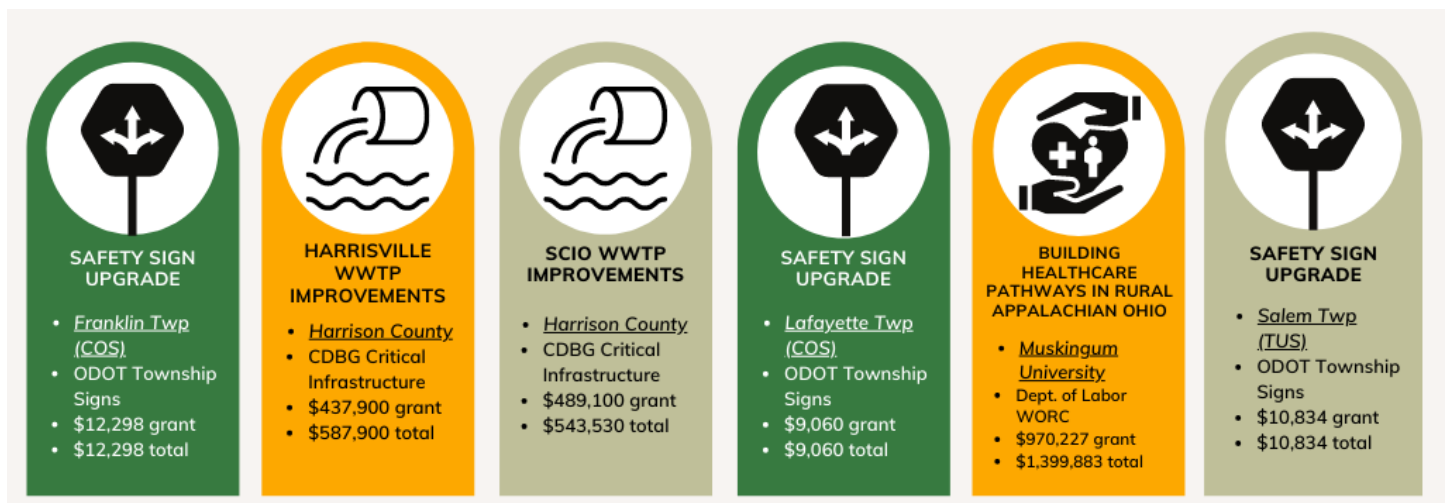 SAFETY SIGN
UPGRADE
• Franklin Twp
(COS)
• ODOT Township
Signs
• $12,298 grant
• $12,298 total
HARRISVILLE
WWTP
IMPROVEMENTS
• Harrison County
• CDBG Critical
Infrastructure
• $437,900 grant
• $587,900 total
SCIO WWTP
IMPROVEMENTS
• Harrison County
• CDBG Critical
Infrastructure
• $489,100 grant
• $543,530 total
SAFETY SIGN
UPGRADE
• Lafayette Twp
(COS)
• ODOT Township
Signs
• $9,060 grant
• $9,060 total
BUILDING
HEALTHCARE
PATHWAYS IN RURAL
APPALACHIAN OHIO
• Muskingum
University
• Dept. of Labor
WORC
• $970,227 grant
• $1,399,883 total
SAFETY SIGN
UPGRADE
• Salem Twp
(TUS)
• ODOT Township
Signs
• $10,834 grant
• $10,834 total